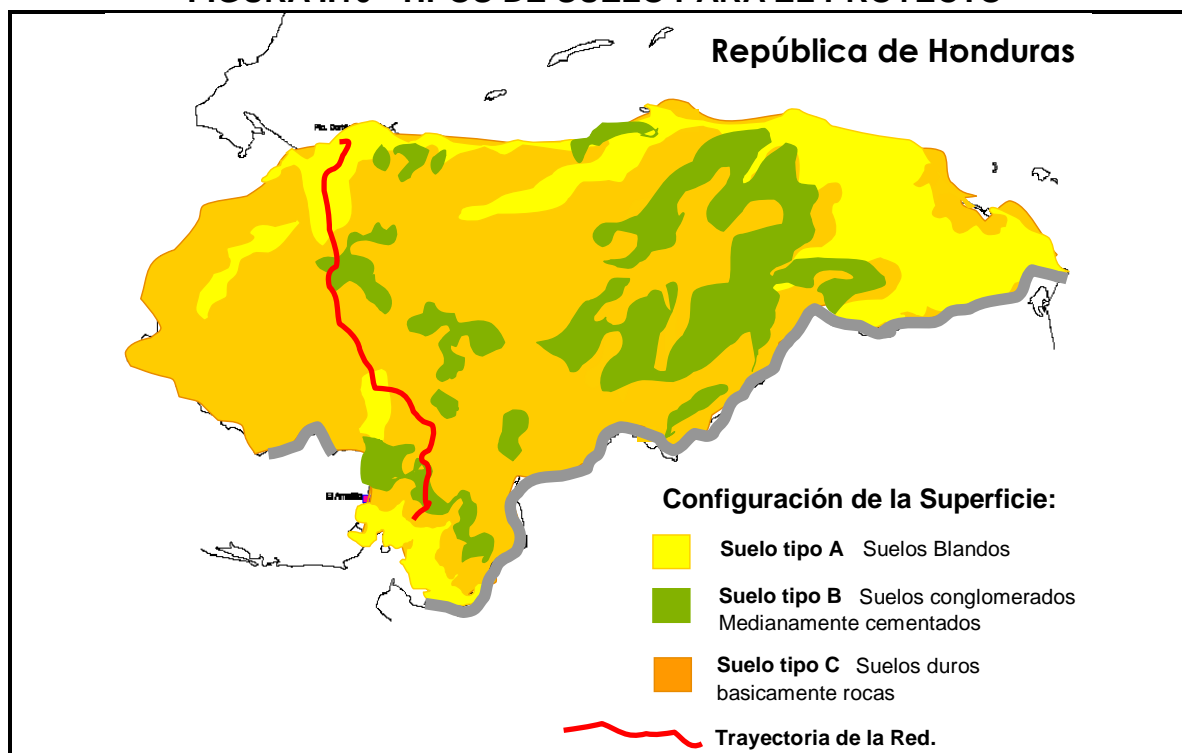 República de Honduras
El Amatillo
Configuración de la Superficie:
Suelo tipo A Suelos Blandos
Suelo tipo B Suelos conglomerados
Medianamente cementados
Suelo tipo C Suelos duros
basicamente rocas
Trayectoria de la Red.